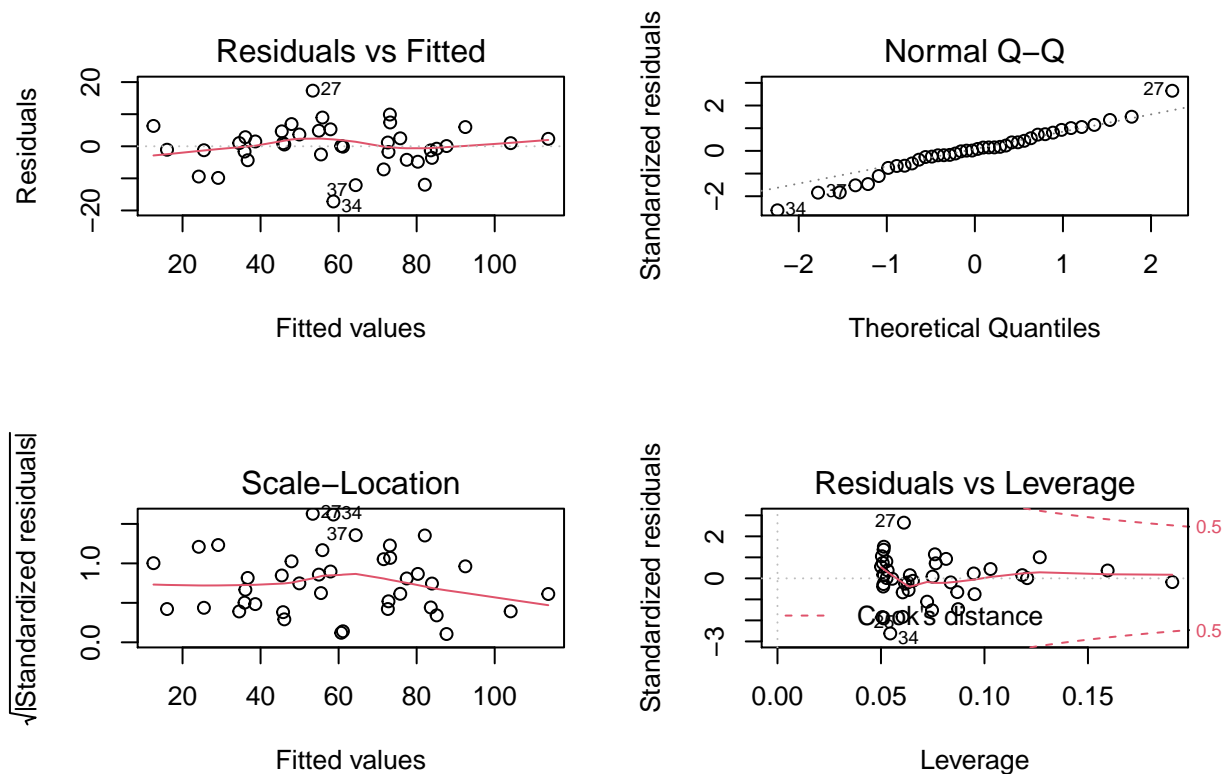 Residuals vs Fitted
Residuals
20
0
−20
27
37
34
20 40 60 80 100
Fitted values
Normal Q−Q
Standardized residuals
2
0
−2
27
37
34
−2 −1 0 1 2
Theoretical Quantiles
Scale−Location
√|Standardized residuals|
1.0
0.0
27
34
37
20 40 60 80 100
Fitted values
Residuals vs Leverage
Standardized residuals
2
0
−3
27
34
Cook's distance
0.5
0.5
0.00 0.05 0.10 0.15
Leverage